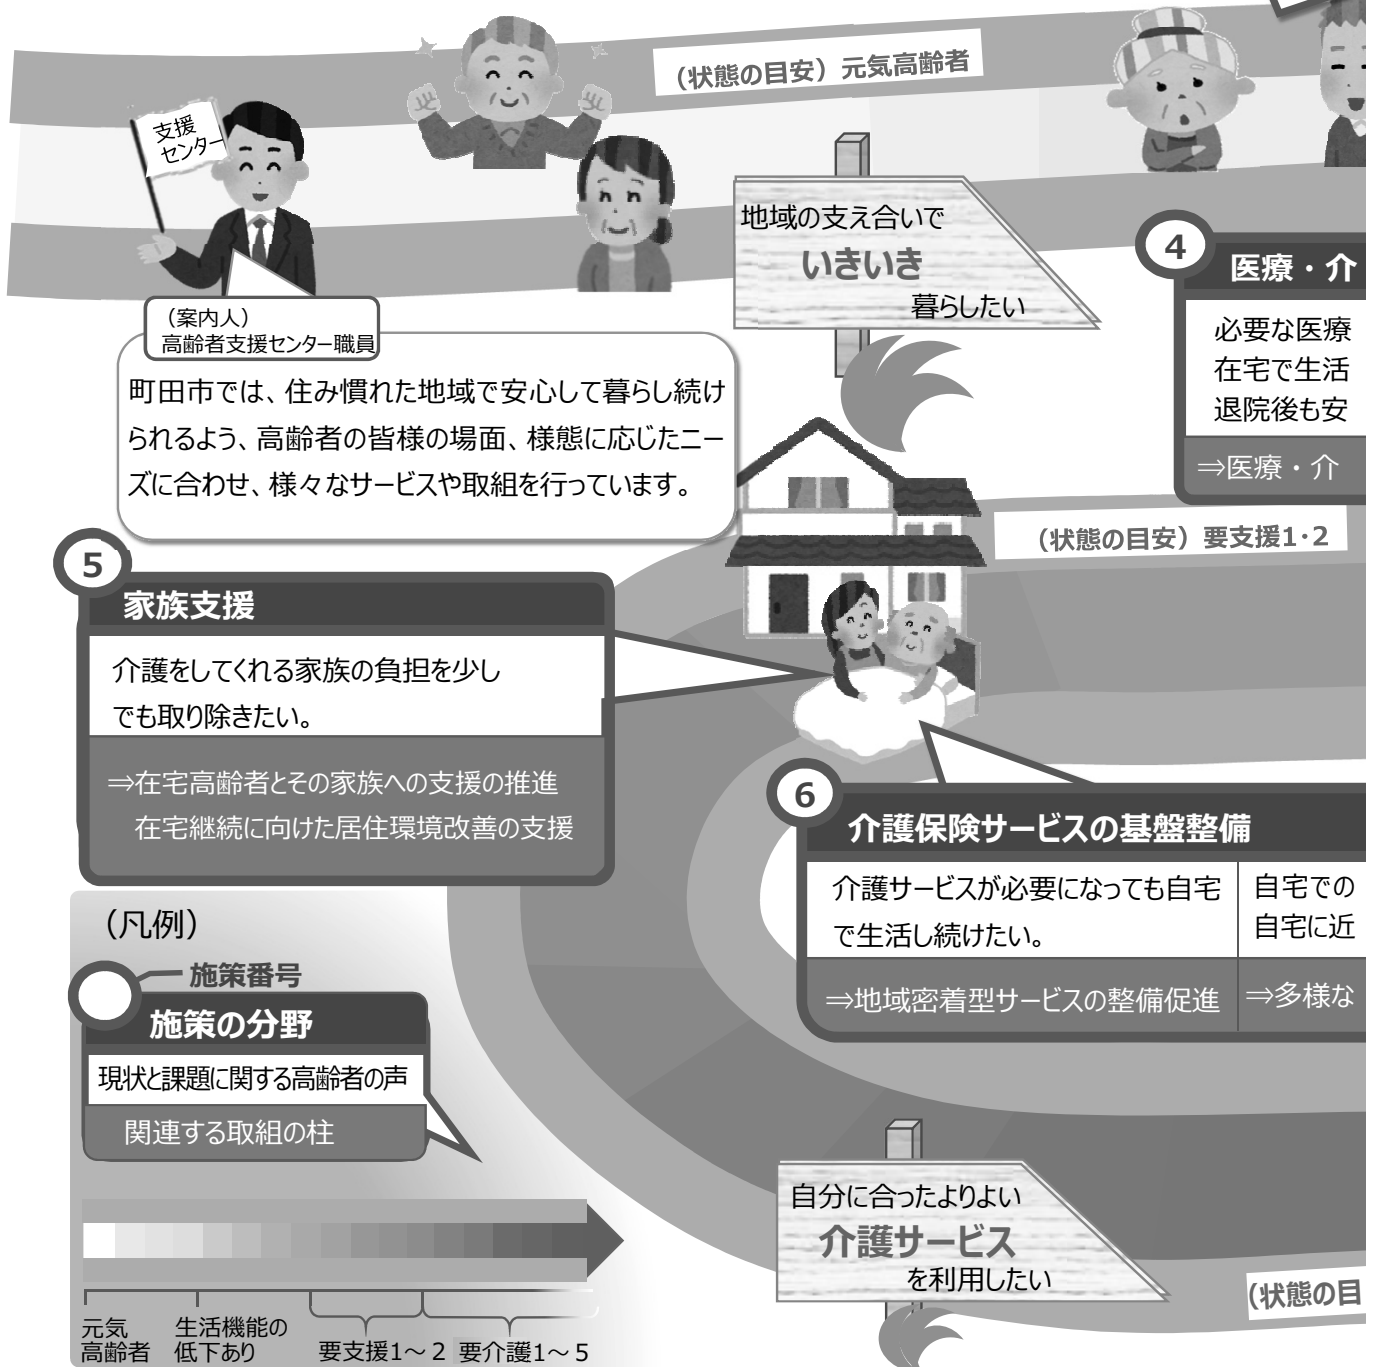 （状態の目安）元気高齢者
支援
センター
地域の支え合いで
いきいき
暮らしたい
（案内人）
高齢者支援センター職員
町田市では、住み慣れた地域で安心して暮らし続け
られるよう、高齢者の皆様の場面、様態に応じたニー
ズに合わせ、様々なサービスや取組を行っています。
4
医療・介
必要な医療
在宅で生活
退院後も安
⇒医療・介
（状態の目安）要支援1・2
5
家族支援
介護をしてくれる家族の負担を少し
でも取り除きたい。
⇒在宅高齢者とその家族への支援の推進
在宅継続に向けた居住環境改善の支援
6
介護保険サービスの基盤整備
介護サービスが必要になっても自宅
で生活し続けたい。
⇒地域密着型サービスの整備促進
自宅での
自宅に近
⇒多様な
（凡例）
施策番号
施策の分野
現状と課題に関する高齢者の声
関連する取組の柱
元気
高齢者
生活機能の
低下あり
要支援1～2
要介護1～5
自分に合ったよりよい
介護サービス
を利用したい
（状態の目